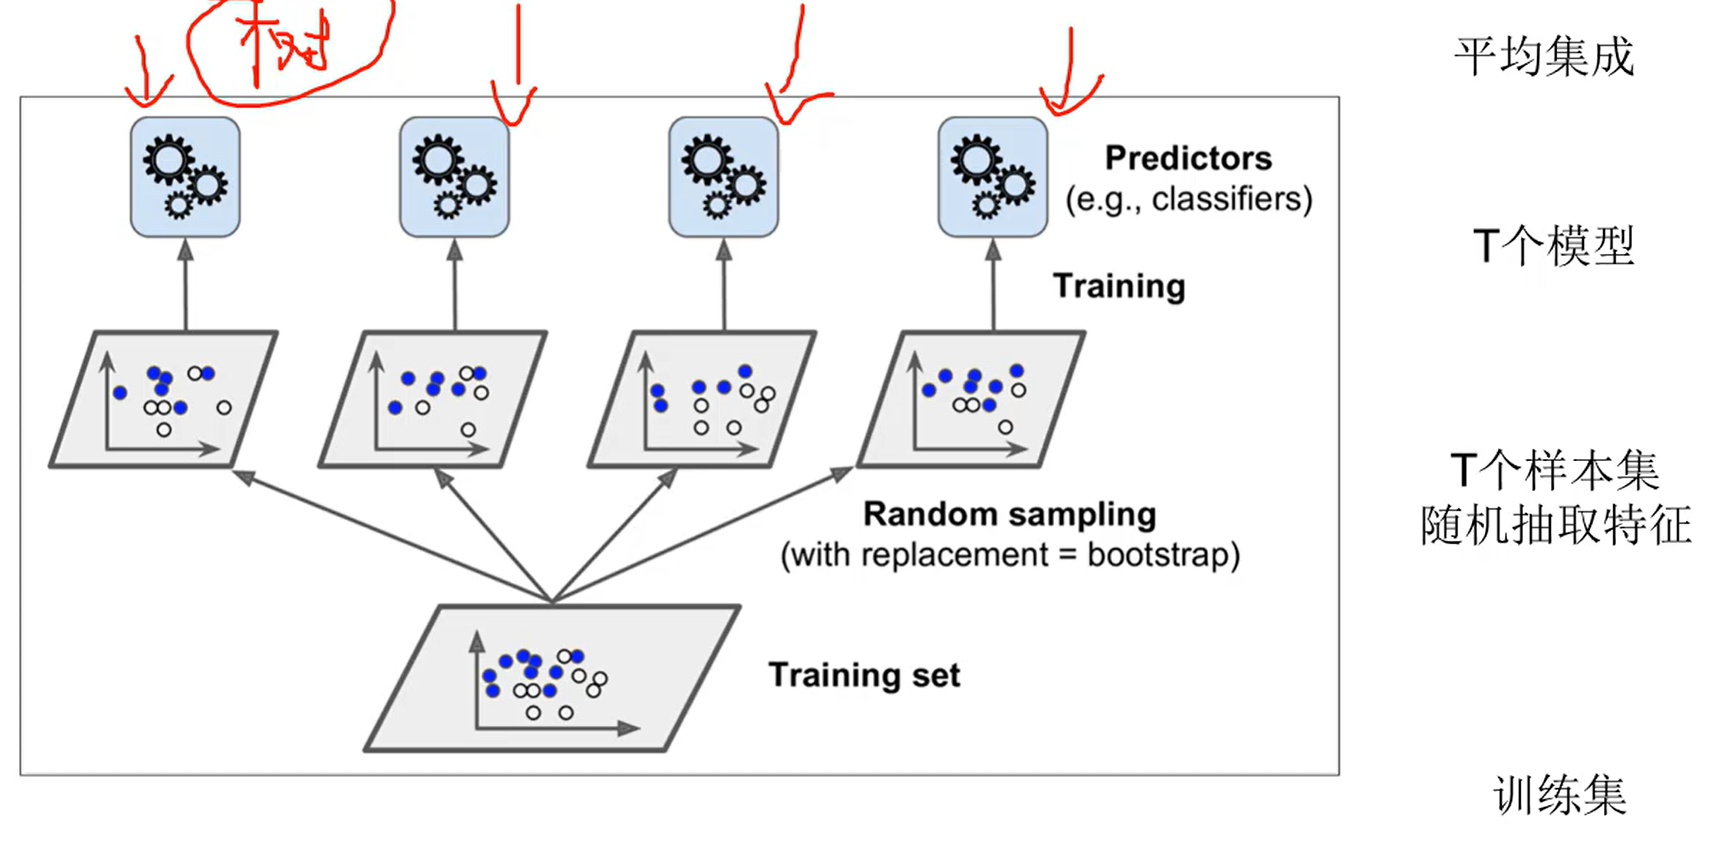 树
平均集成
Predictors
(e.g., classifiers)
T个模型
Training
T个样本集
随机抽取特征
Random sampling
(with replacement = bootstrap)
Training set
训练集